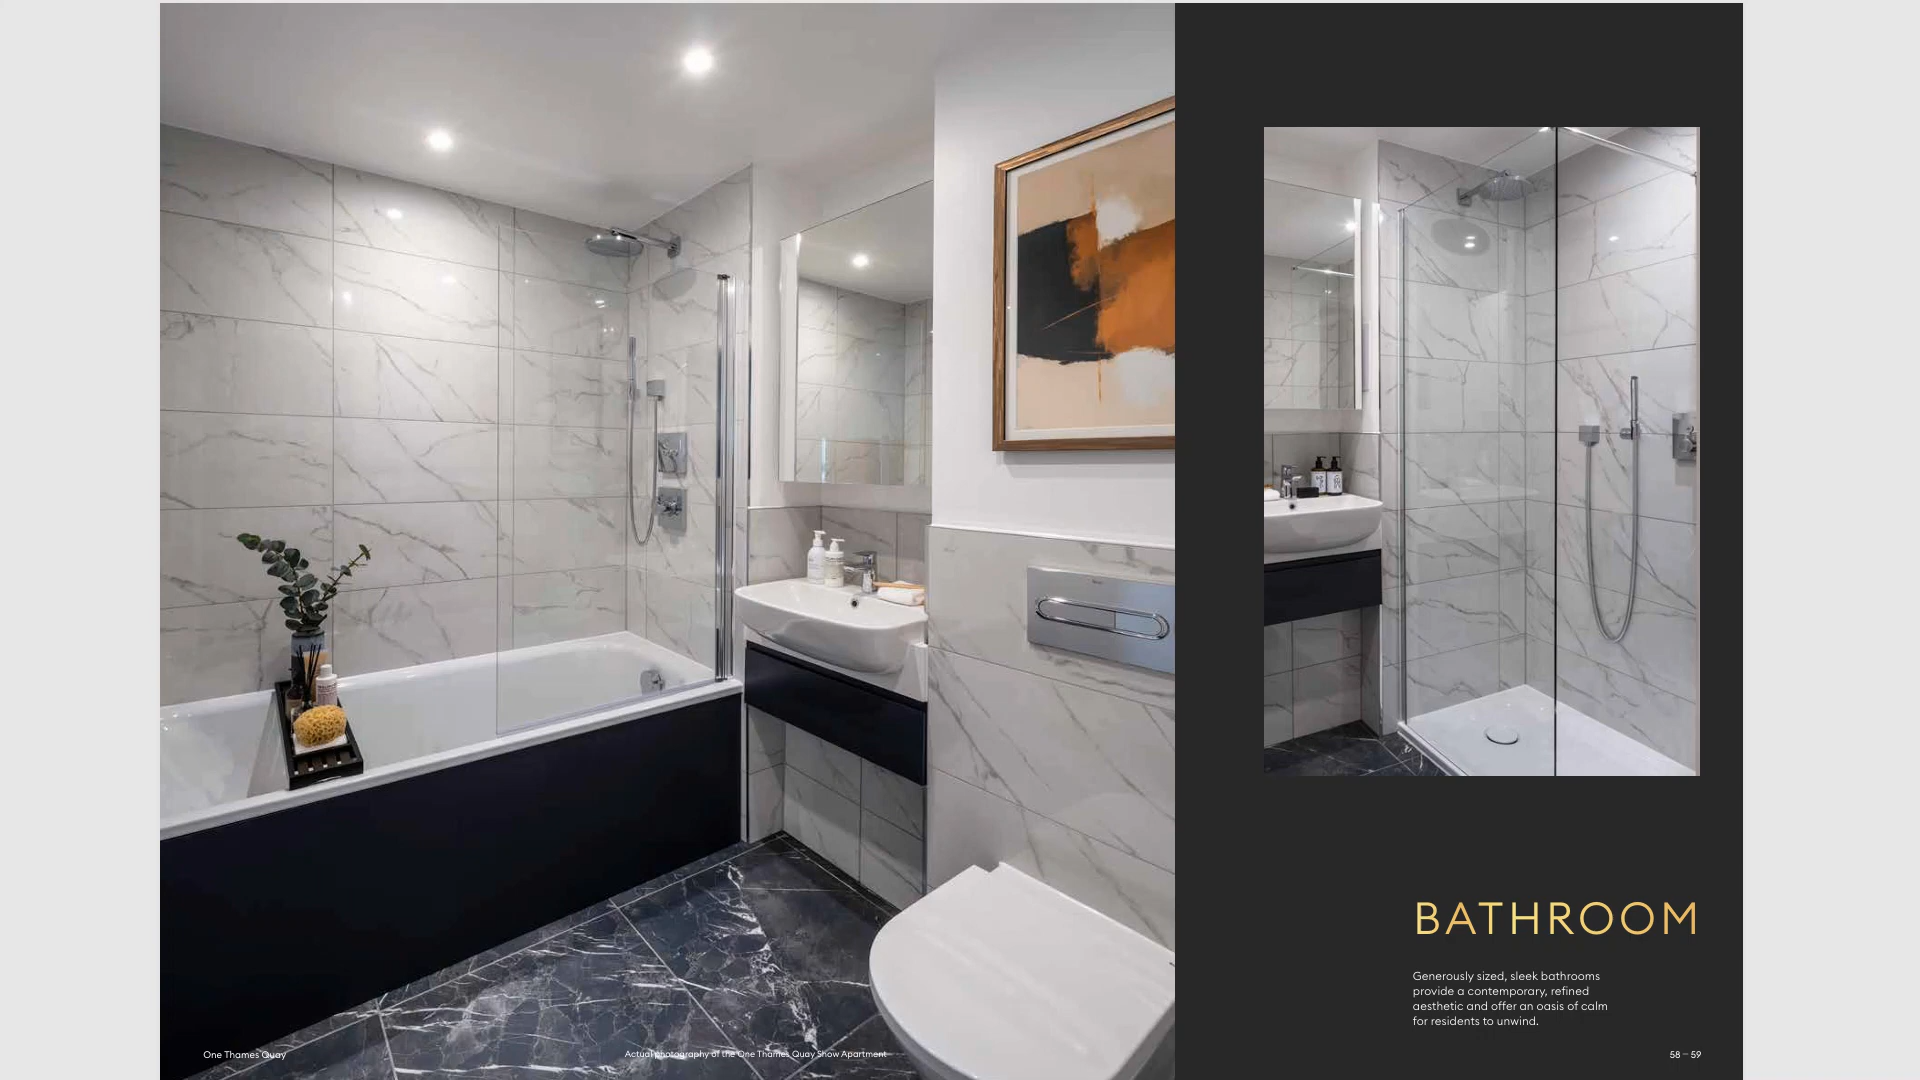 BATHROOM
Generously sized, sleek bathrooms
provide a contemporary, refined
aesthetic and offer an oasis of calm
for residents to unwind.
One Thames Quay
Actual photography of the One Thames Quay Show Apartment
58 – 59